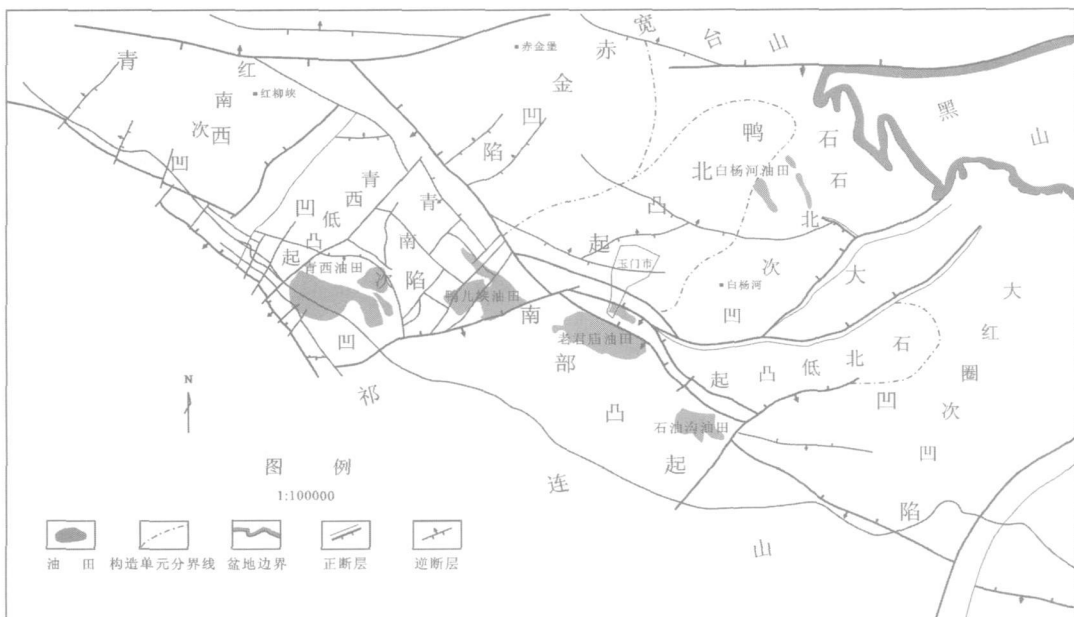 宽台山
赤金堡
赤金凹陷
青西凹陷
红南次凹
红柳峡
黑山
鸭北凸起
白杨河油田
石大凹陷
石北次凹
青西低凸起
青南次凹
青西油田
鸭儿峡油田
玉门市
白杨河
老君庙油田
南部凸起
石北低凸起
大红圈次凹
石油沟油田
祁连山
N
图 例
1:100000
油 田
构造单元分界线
盆地边界
正断层
逆断层